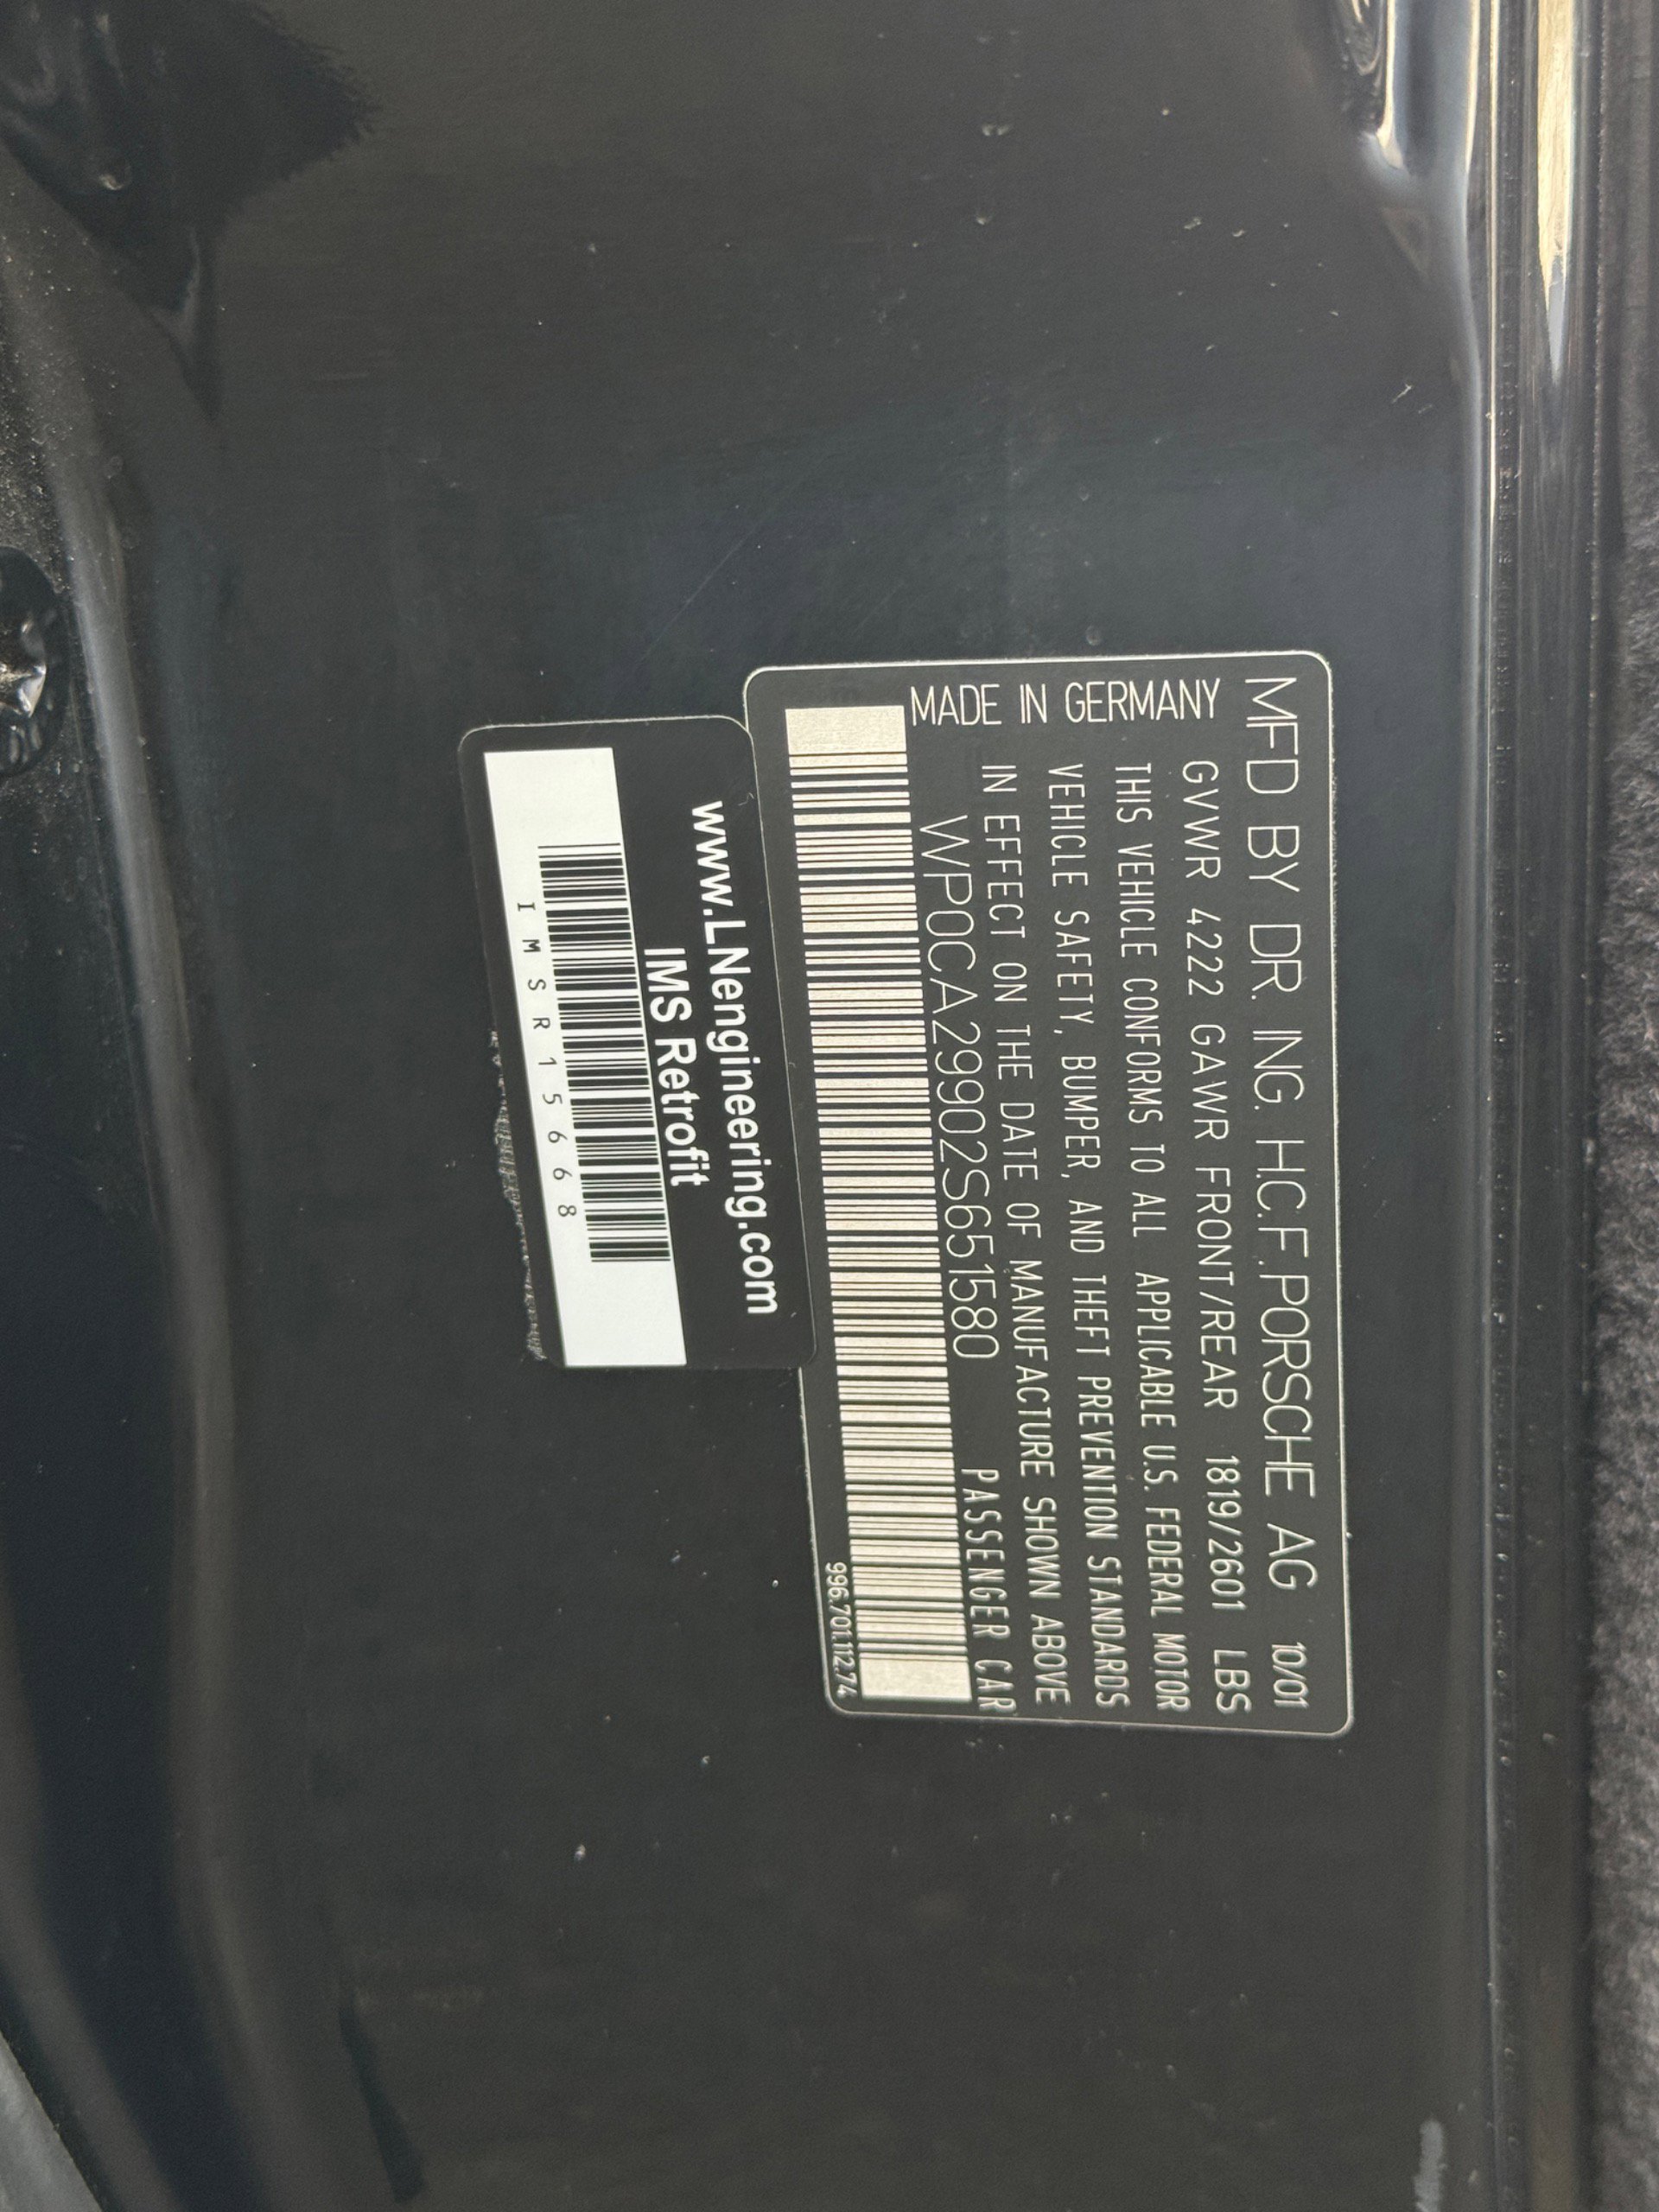 MFD BY DR. ING. H.C.F. PORSCHE AG 10/01
GVWR 4222 GAWR FRONT/REAR 1819/2601 LBS
THIS VEHICLE CONFORMS TO ALL APPLICABLE U.S. FEDERAL MOTOR
VEHICLE SAFETY, BUMPER, AND THEFT PREVENTION STANDARDS
IN EFFECT ON THE DATE OF MANUFACTURE SHOWN ABOVE
MADE IN GERMANY
WP0CA29902S651580 PASSENGER CAR
996.701.112.74
www.LNengineering.com
IMS Retrofit
IMSR15668